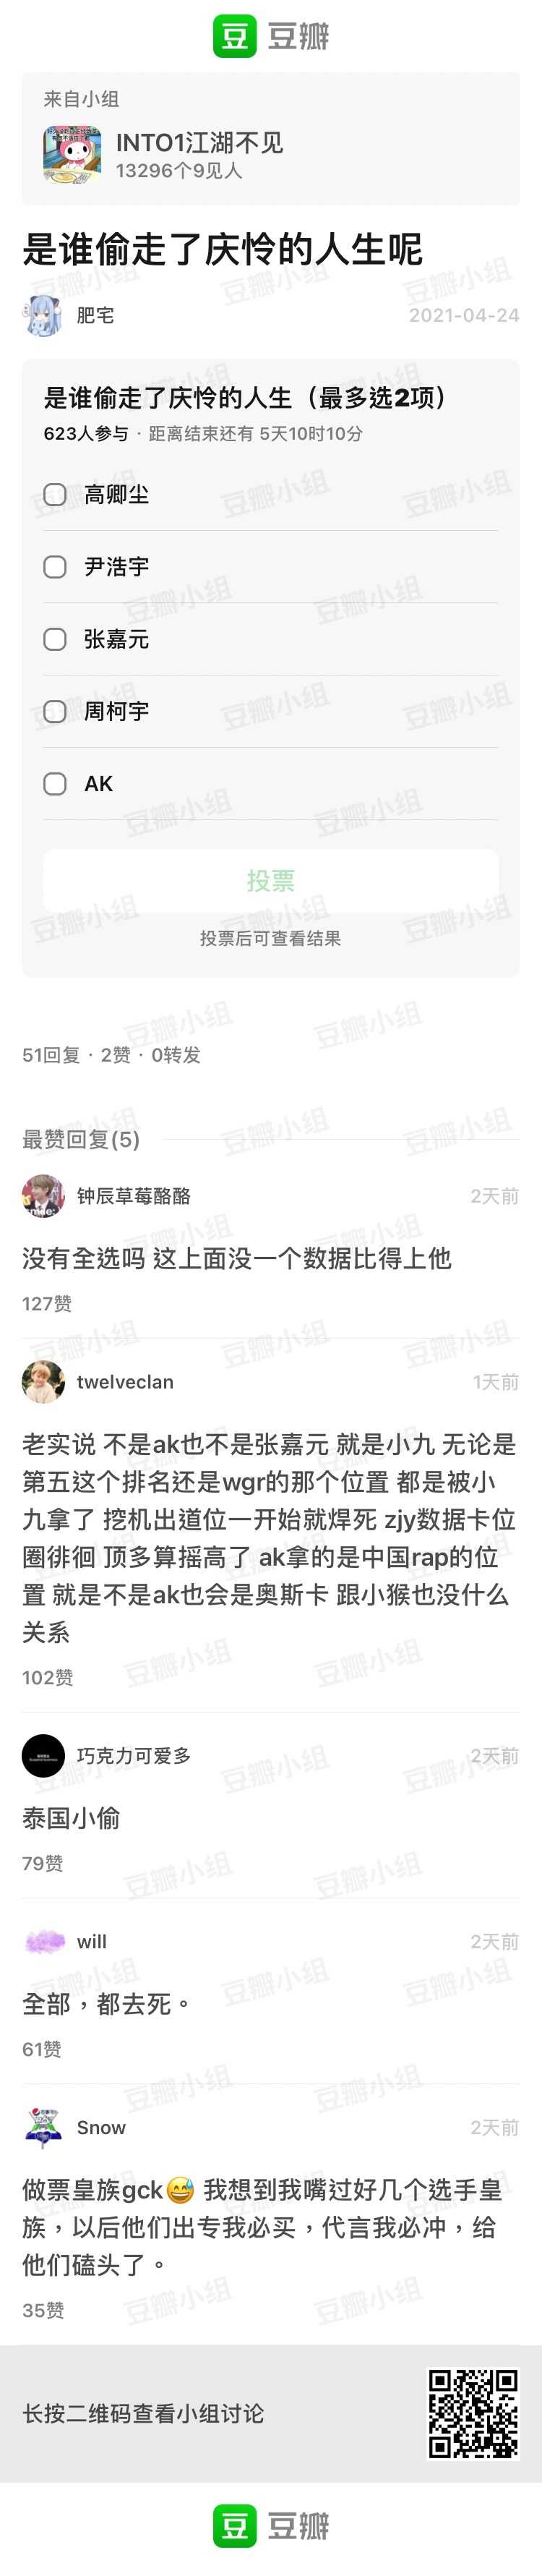 豆 豆瓣
来自小组
INTO1江湖不见
13296个9见人
是谁偷走了庆怜的人生呢
肥宅
2021-04-24
是谁偷走了庆怜的人生（最多选2项）
623人参与 · 距离结束还有 5天10时10分
高卿尘
尹浩宇
张嘉元
周柯宇
AK
投票
投票后可查看结果
51回复 · 2赞 · 0转发
最赞回复(5)
钟辰草莓酪酪
2天前
没有全选吗 这上面没一个数据比得上他
127赞
twelveclan
1天前
老实说 不是ak也不是张嘉元 就是小九 无论是
第五这个排名还是wgr的那个位置 都是被小
九拿了 挖机出道位一开始就焊死 zjy数据卡位
圈徘徊 顶多算摇高了 ak拿的是中国rap的位
置 就是不是ak也会是奥斯卡 跟小猴也没什么
关系
102赞
巧克力可爱多
2天前
泰国小偷
79赞
will
2天前
全部，都去死。
61赞
Snow
2天前
做票皇族gck😅 我想到我嘴过好几个选手皇
族，以后他们出专我必买，代言我必冲，给
他们磕头了。
35赞
长按二维码查看小组讨论
豆 豆瓣